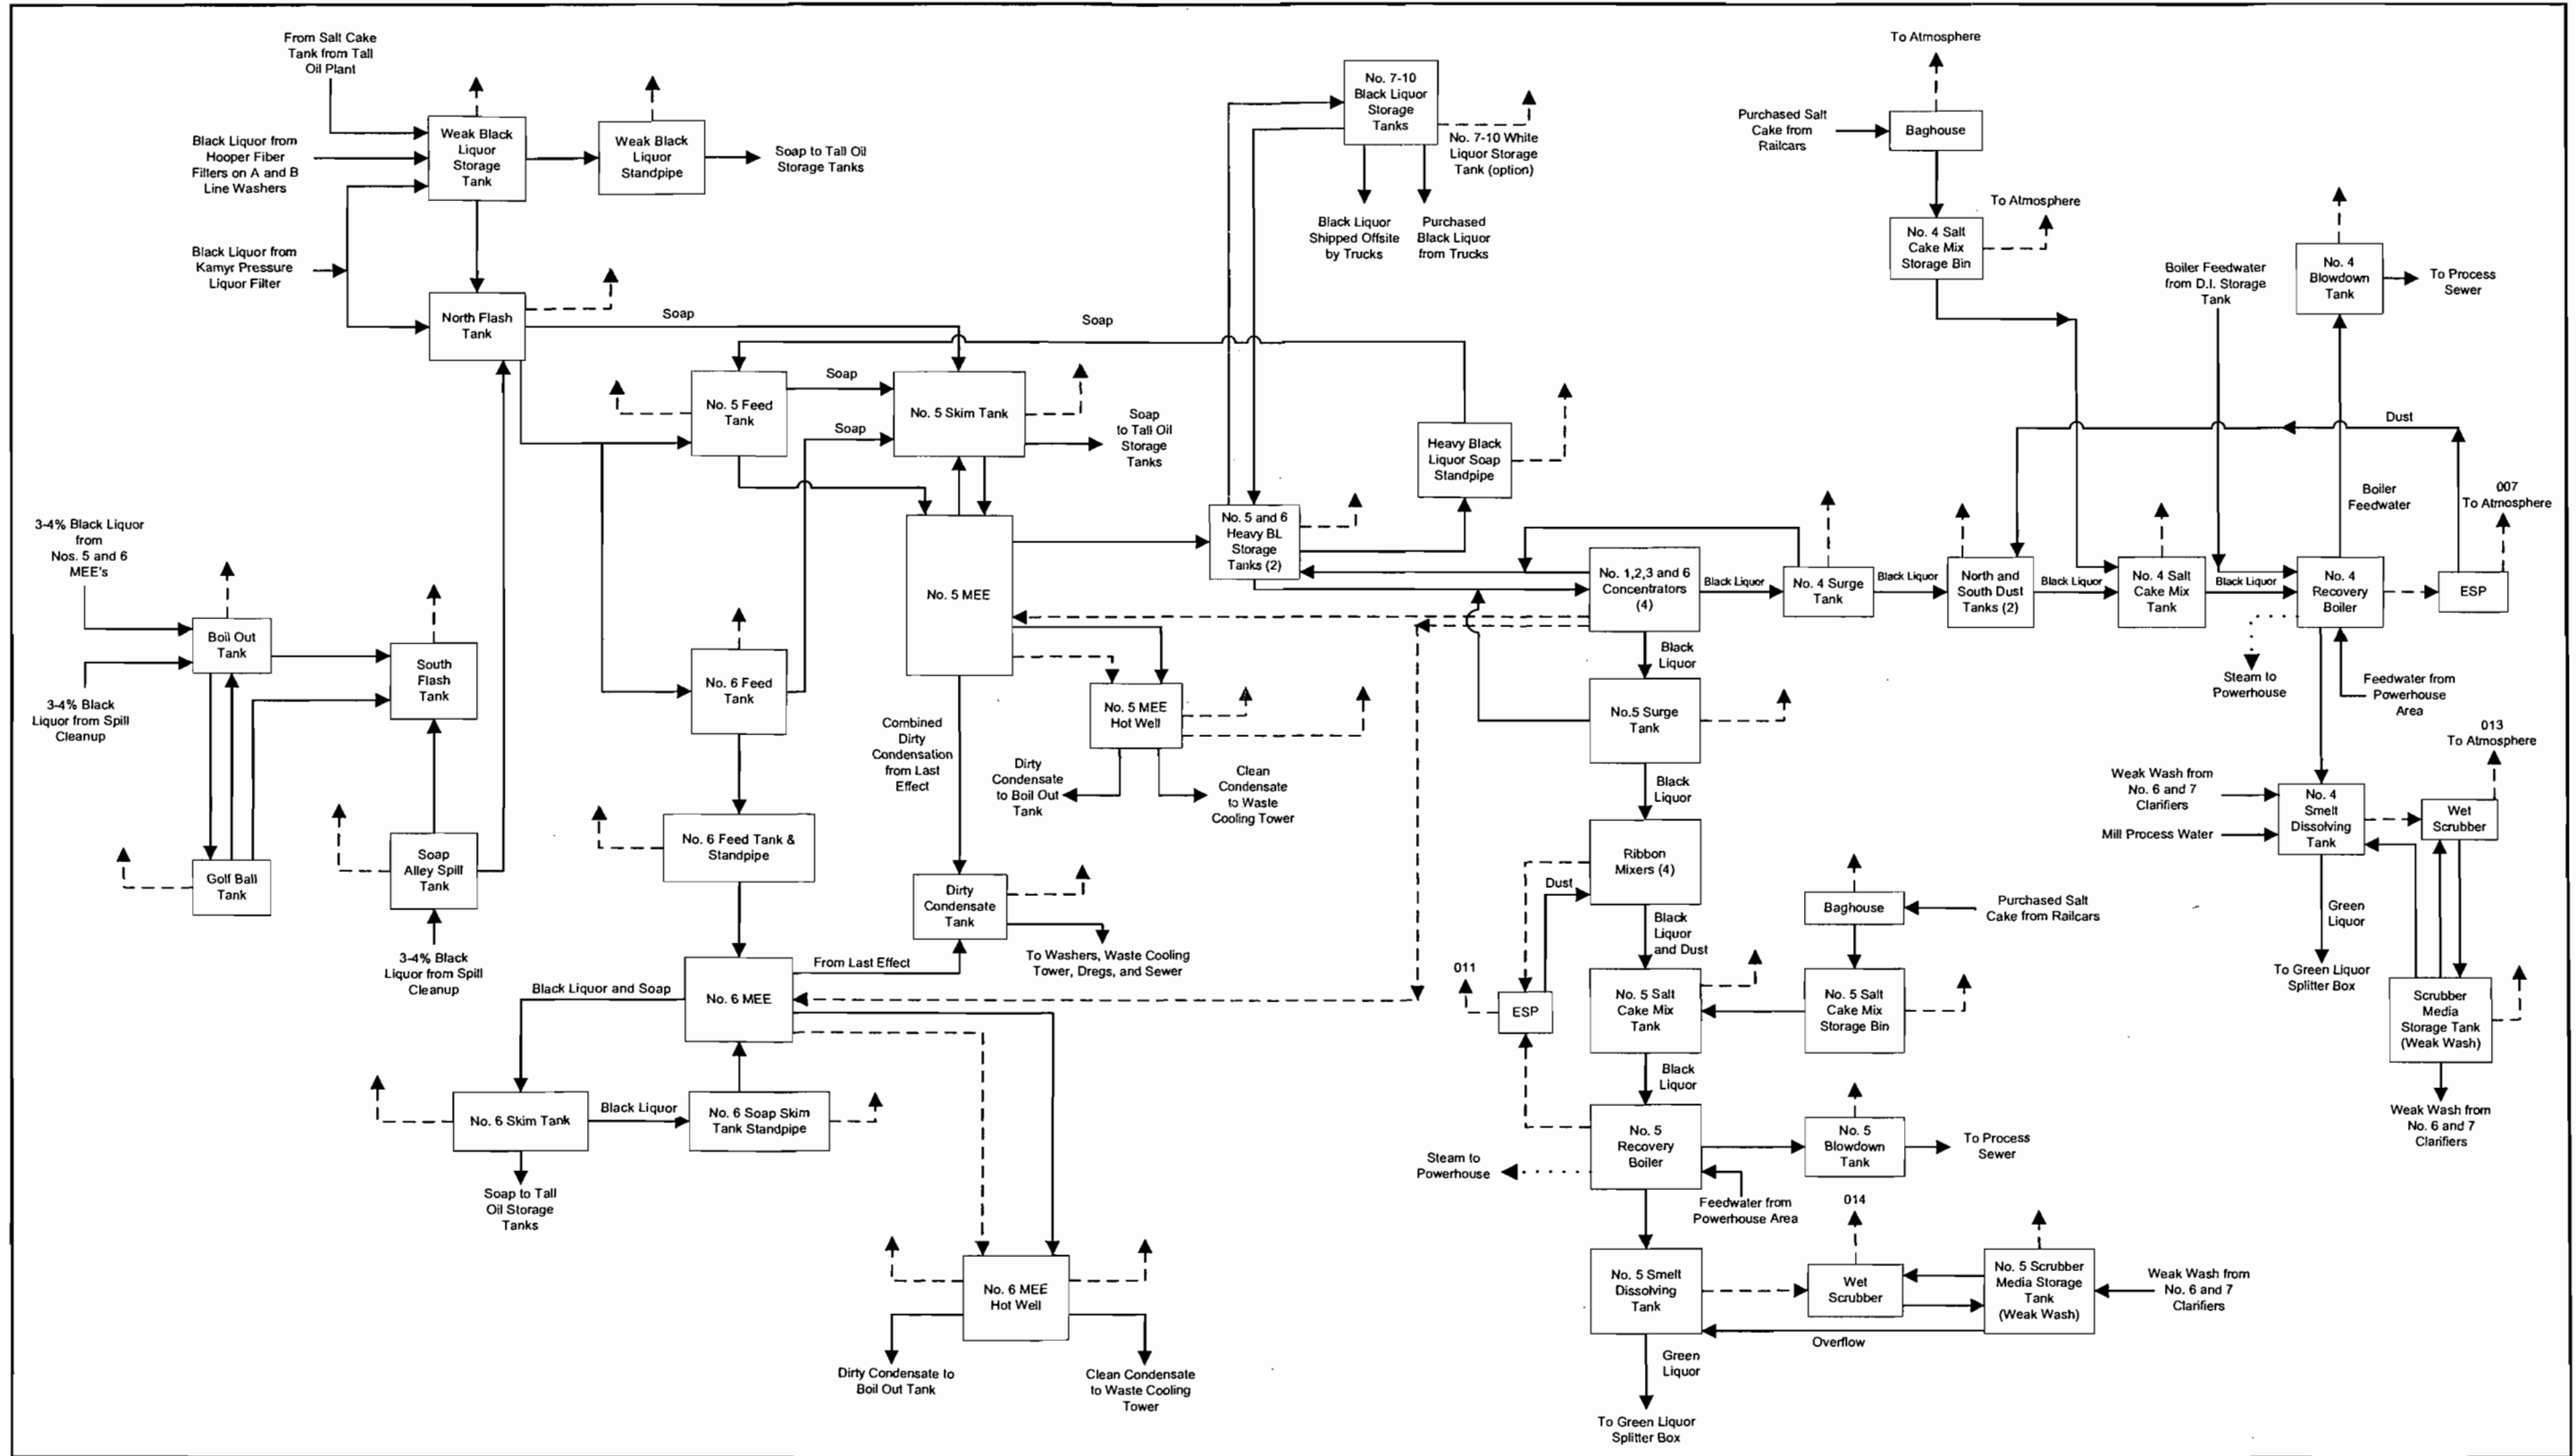 From Salt Cake
Tank from Tall
Oil Plant
Black Liquor from
Hooper Fiber
Filters on A and B
Line Washers
Black Liquor from
Kamyr Pressure
Liquor Filter
Weak Black
Liquor
Storage
Tank
Weak Black
Liquor
Standpipe
Soap to Tall Oil
Storage Tanks
North Flash
Tank
Soap
Soap
No. 5 Feed
Tank
Soap
Soap
No. 5 Skim Tank
Soap
to Tall Oil
Storage
Tanks
No. 7-10
Black Liquor
Storage
Tanks
No. 7-10 White
Liquor Storage
Tank (option)
Black Liquor
Shipped Offsite
by Trucks
Purchased
Black Liquor
from Trucks
Heavy Black
Liquor Soap
Standpipe
No. 5 and 6
Heavy BL
Storage
Tanks (2)
To Atmosphere
Purchased Salt
Cake from
Railcars
Baghouse
To Atmosphere
No. 4 Salt
Cake Mix
Storage Bin
Boiler Feedwater
from D.I. Storage
Tank
No. 4
Blowdown
Tank
To Process
Sewer
Dust
Boiler
Feedwater
007
To Atmosphere
No. 1,2,3 and 6
Concentrators
(4)
Black Liquor
No. 4 Surge
Tank
Black Liquor
North and
South Dust
Tanks (2)
Black Liquor
No. 4 Salt
Cake Mix
Tank
Black Liquor
No. 4
Recovery
Boiler
ESP
Steam to
Powerhouse
Feedwater from
Powerhouse
Area
3-4% Black Liquor
from
Nos. 5 and 6
MEE's
Boil Out
Tank
3-4% Black
Liquor from Spill
Cleanup
South
Flash
Tank
Golf Ball
Tank
Soap
Alley Spill
Tank
3-4% Black
Liquor from Spill
Cleanup
No. 6 Feed
Tank
No. 6 Feed Tank &
Standpipe
No. 5 MEE
Combined
Dirty
Condensation
from Last
Effect
No. 5 MEE
Hot Well
Dirty
Condensate
to Boil Out
Tank
Clean
Condensate
to Waste
Cooling Tower
Dirty
Condensate
Tank
To Washers, Waste Cooling
Tower, Dregs, and Sewer
From Last Effect
No. 6 MEE
Black Liquor and Soap
No. 6 Skim Tank
Black Liquor
No. 6 Soap Skim
Tank Standpipe
Soap to Tall
Oil Storage
Tanks
No. 6 MEE
Hot Well
Dirty Condensate to
Boil Out Tank
Clean Condensate
to Waste Cooling
Tower
Black
Liquor
No.5 Surge
Tank
Black
Liquor
Ribbon
Mixers (4)
Dust
Black
Liquor
and Dust
011
ESP
No. 5 Salt
Cake Mix
Tank
Baghouse
Purchased Salt
Cake from Railcars
No. 5 Salt
Cake Mix
Storage Bin
Black
Liquor
No. 5
Recovery
Boiler
Steam to
Powerhouse
No. 5
Blowdown
Tank
To Process
Sewer
Feedwater from
Powerhouse Area
014
No. 5 Smelt
Dissolving
Tank
Wet
Scrubber
No. 5 Scrubber
Media Storage
Tank
(Weak Wash)
Weak Wash from
No. 6 and 7
Clarifiers
Overflow
Green
Liquor
To Green Liquor
Splitter Box
Weak Wash from
No. 6 and 7
Clarifiers
Mill Process Water
No. 4
Smelt
Dissolving
Tank
013
To Atmosphere
Wet
Scrubber
Green
Liquor
To Green Liquor
Splitter Box
Scrubber
Media
Storage Tank
(Weak Wash)
Weak Wash from
No. 6 and 7
Clarifiers